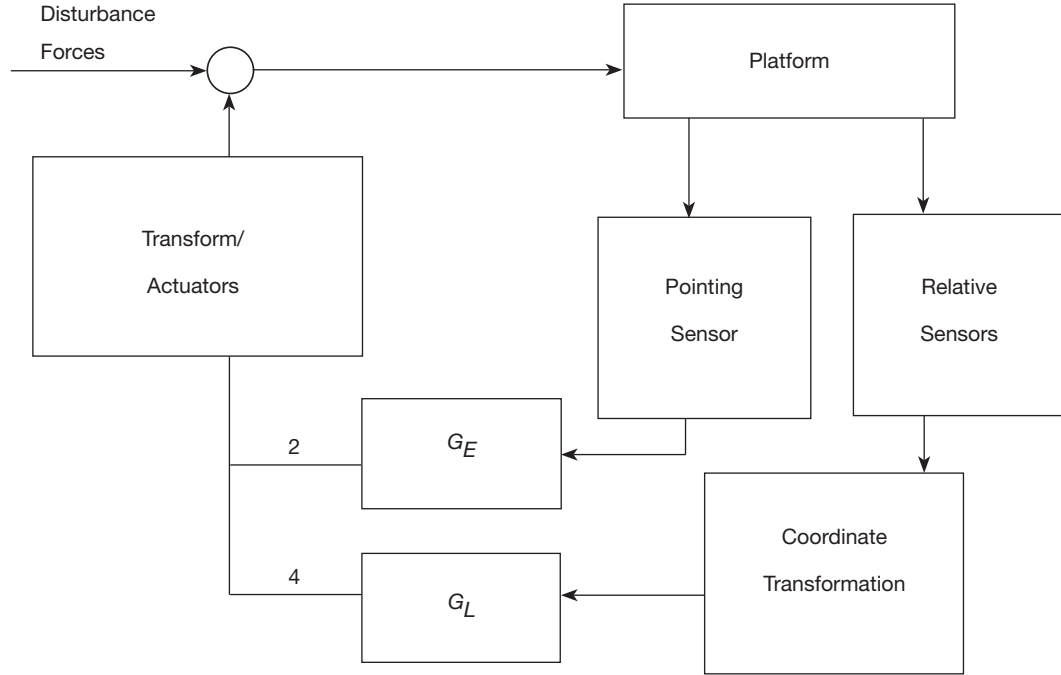 Disturbance
Forces
Platform
Transform/
Actuators
Pointing
Sensor
Relative
Sensors
2
G_E
Coordinate
Transformation
4
G_L